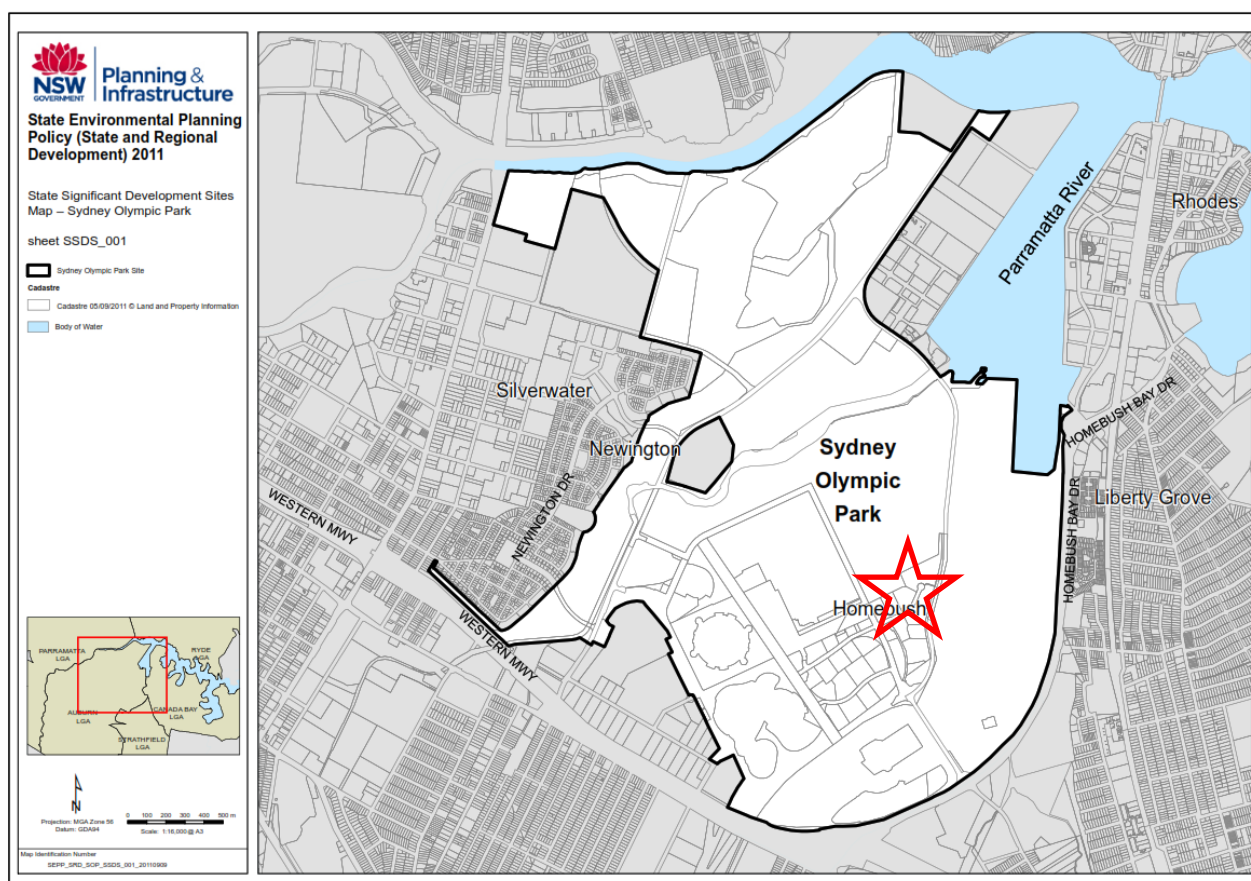 NSW
GOVERNMENT
Planning &
Infrastructure
State Environmental Planning
Policy (State and Regional
Development) 2011
State Significant Development Sites
Map – Sydney Olympic Park
sheet SSDS_001
Sydney Olympic Park Site
Cadastre
Cadastre 05/09/2011 © Land and Property Information
Body of Water
PARRAMATTA
LGA
RYDE
LGA
AUBURN
LGA
CANADA BAY
LGA
STRATHFIELD
LGA
N
Projection: MGA Zone 56
Datum: GDA94
0 100 200 300 400 500 m
Scale: 1:16,000 @ A3
Map Identification Number
SEPP_SRD_SOP_SSDS_001_20110909
Parramatta River
Rhodes
Silverwater
HOMEBUSH BAY DR
Newington
Sydney
Olympic
Park
Liberty Grove
WESTERN MWY
NEWINGTON DR
HOMEBUSH BAY DR
Homebush
WESTERN MWY